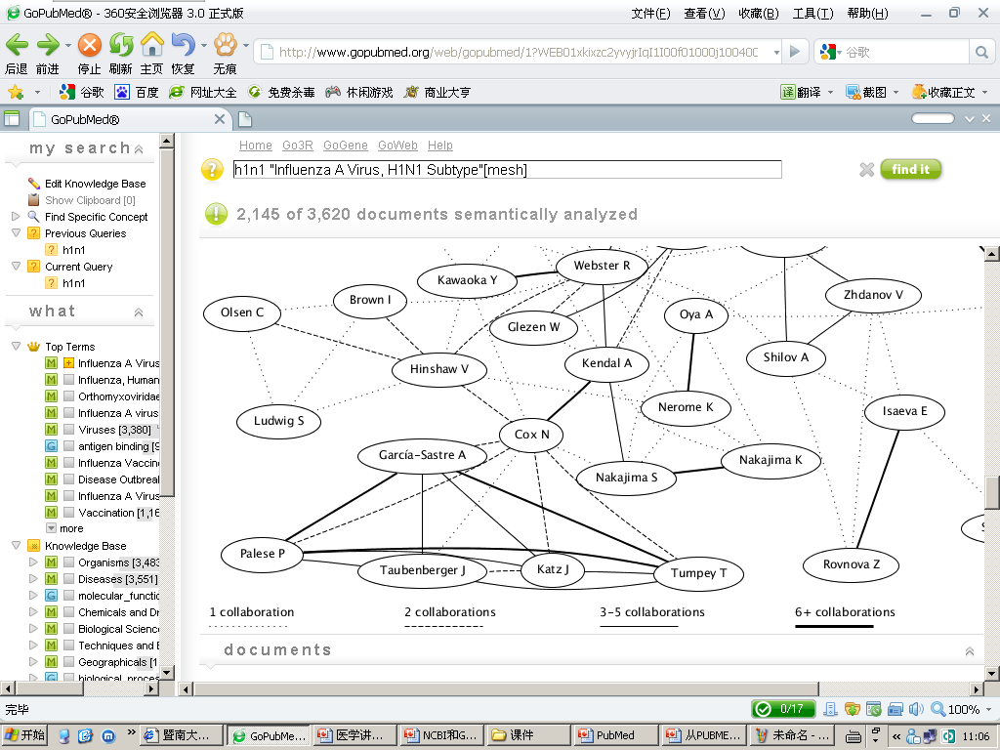 GoPubMed® - 360安全浏览器 3.0 正式版
文件(F) 查看(V) 收藏(B) 工具(T) 帮助(H)
http://www.gopubmed.org/web/gopubmed/1?WEB01xkixzc2yvyjrIqI1I00f01000j10040C
谷歌
后退 前进 停止 刷新 主页 恢复 无痕
谷歌 百度 网址大全 免费杀毒 休闲游戏 商业大亨 翻译 截图 收藏正文
GoPubMed®
my search
Edit Knowledge Base
Show Clipboard [0]
Find Specific Concept
Previous Queries
h1n1
Current Query
h1n1
what
Top Terms
Influenza A Virus
Influenza, Human
Orthomyxoviridae
Influenza A virus
Viruses [3,380]
antigen binding [9
Influenza Vaccine
Disease Outbreak
Influenza A Virus
Vaccination [1,16
more
Knowledge Base
Organisms [3,483
Diseases [3,551]
molecular_functio
Chemicals and Dr
Biological Science
Techniques and E
Geographicals [1
biological_proces
Home Go3R GoGene GoWeb Help
h1n1 "Influenza A Virus, H1N1 Subtype"[mesh]
find it
2,145 of 3,620 documents semantically analyzed
Webster R
Kawaoka Y
Zhdanov V
Brown I
Olsen C
Oya A
Glezen W
Shilov A
Kendal A
Hinshaw V
Nerome K
Isaeva E
Ludwig S
Cox N
García-Sastre A
Nakajima K
Nakajima S
Palese P
Rovnova Z
Taubenberger J
Katz J
Tumpey T
1 collaboration 2 collaborations 3-5 collaborations 6+ collaborations
documents
完毕
0/17
100%
开始
暨南大...
GoPubMe...
医学讲...
NCBI和G...
课件
PubMed
从PUBME...
未命名 - ...
11:06